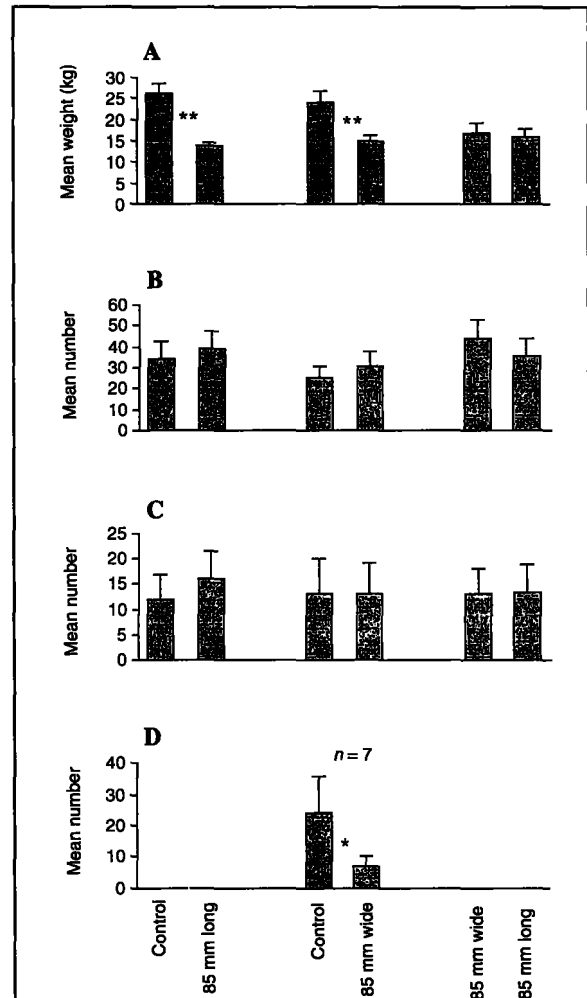 A
Mean weight (kg)
30
25
20
15
10
5
0
**
**
B
Mean number
60
50
40
30
20
10
0
C
Mean number
25
20
15
10
5
0
D
Mean number
40
30
20
10
0
n = 7
*
Control
85 mm long
Control
85 mm wide
85 mm wide
85 mm long